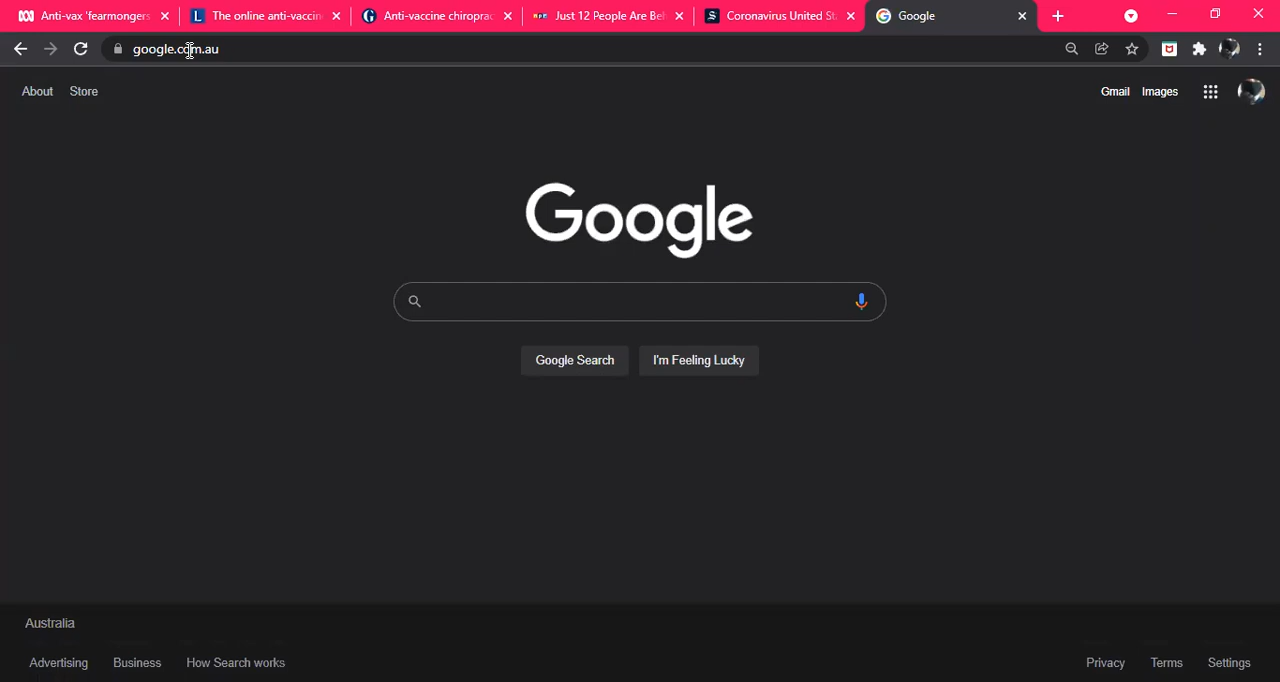 Anti-vax 'fearmongers
The online anti-vaccin
Anti-vaccine chiroprac
npr Just 12 People Are Beh
Coronavirus United St
Google
google.com.au
About Store
Gmail Images
Google
Google Search
I'm Feeling Lucky
Australia
Advertising Business How Search works
Privacy Terms Settings